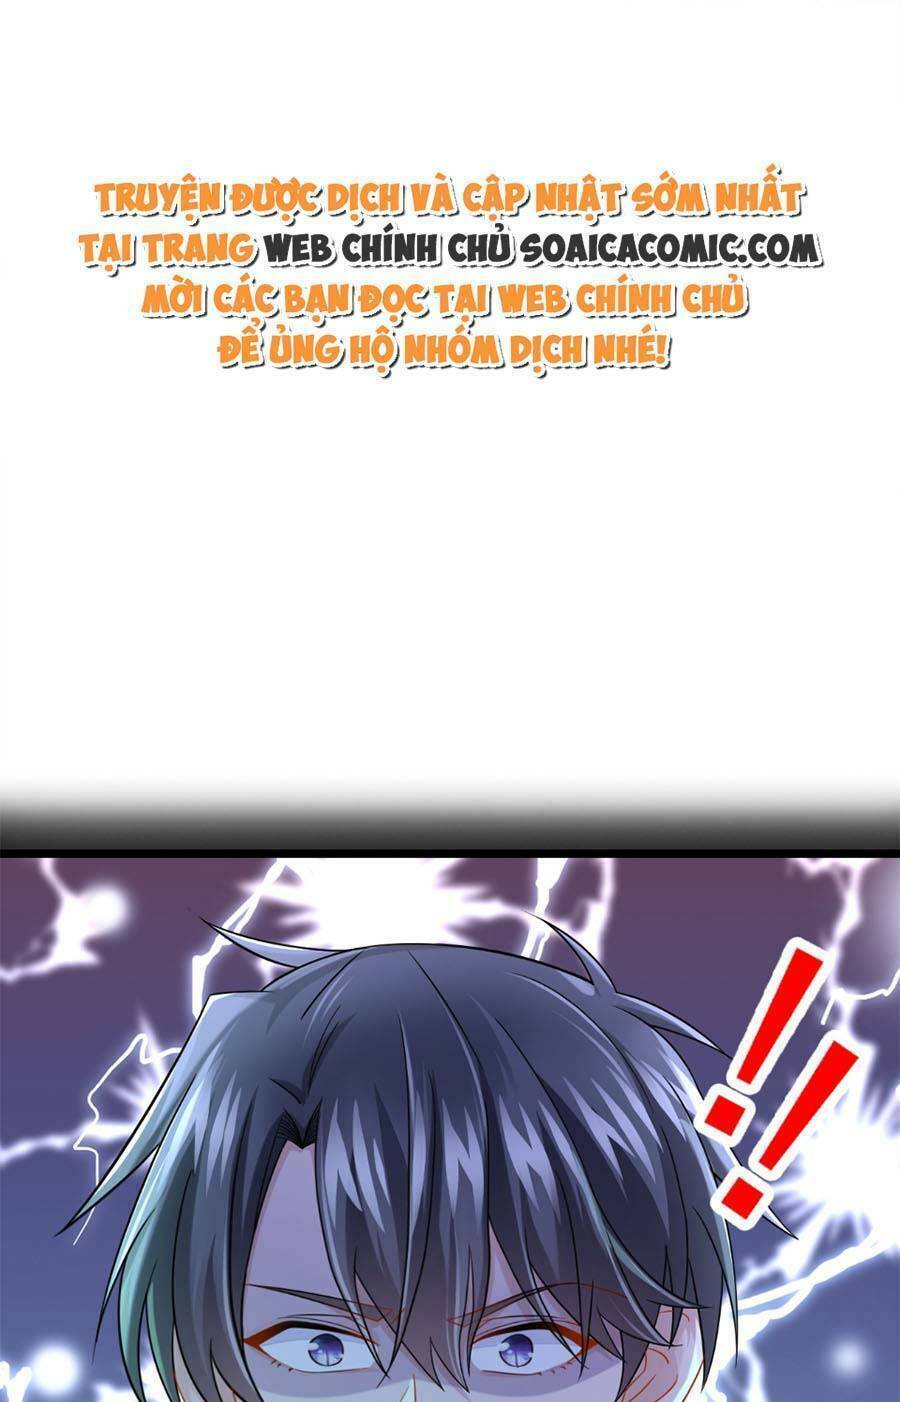 TRUYỆN ĐƯỢC DỊCH VÀ CẬP NHẬT SỚM NHẤT
TẠI TRANG WEB CHÍNH CHỦ SOAICACOMIC.COM
MỜI CÁC BẠN ĐỌC TẠI WEB CHÍNH CHỦ
ĐỂ ỦNG HỘ NHÓM DỊCH NHÉ!
!!